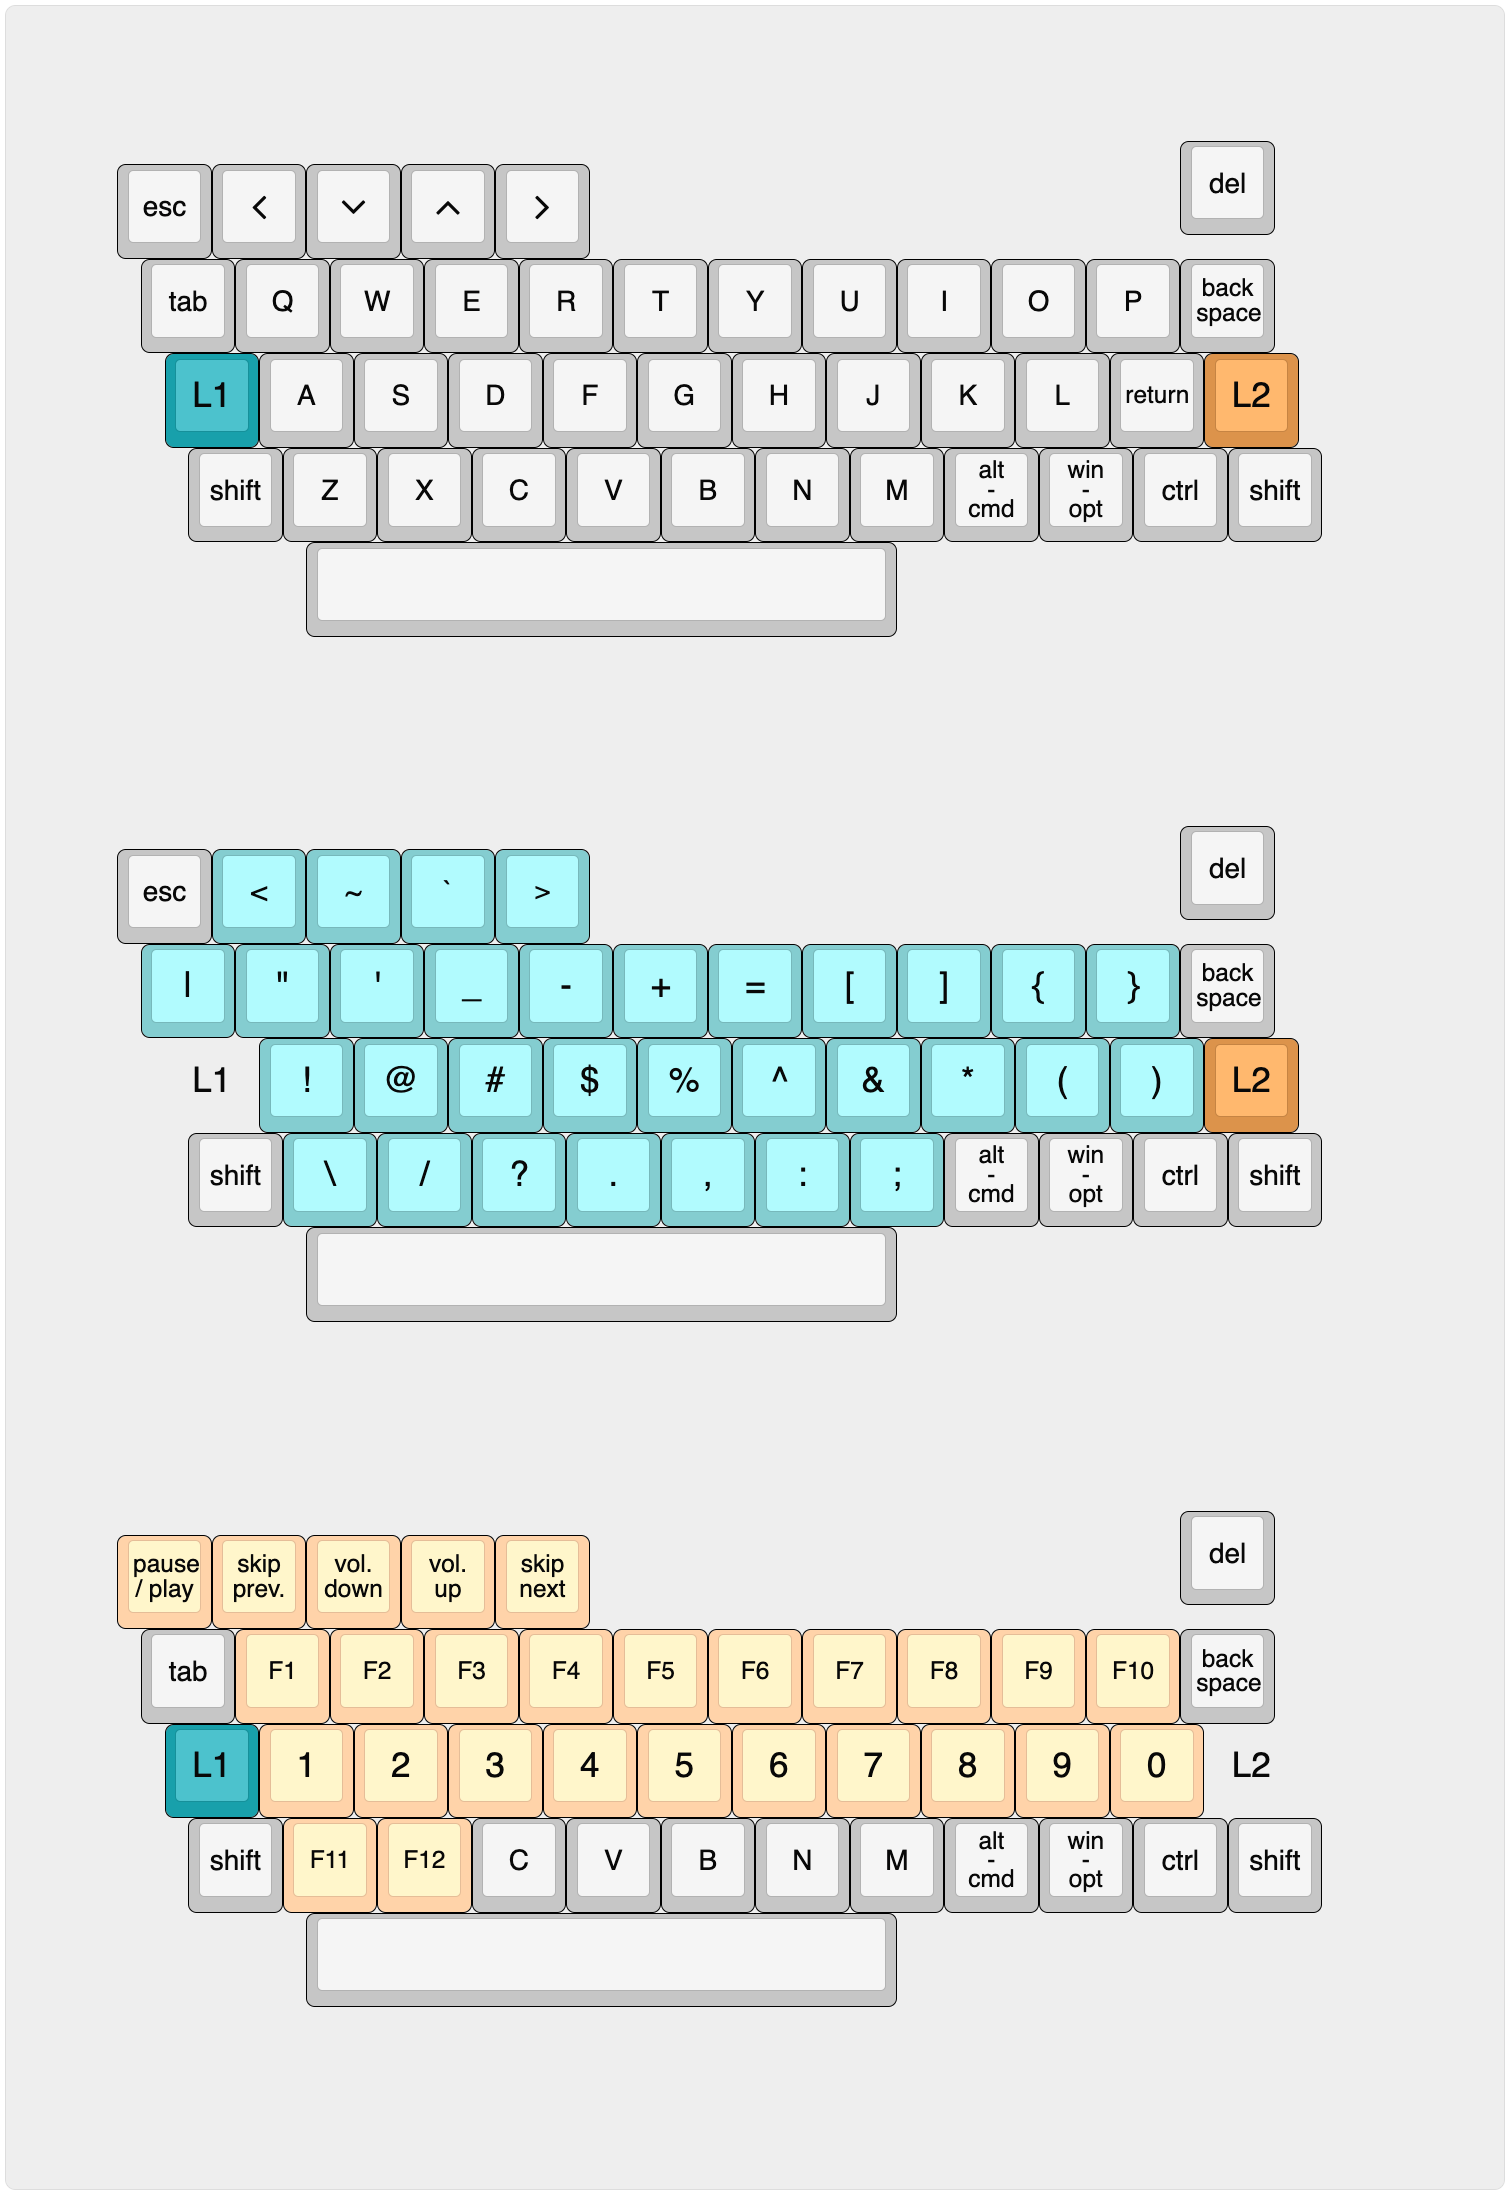 del
esc < ⌄ ^ >
tab Q W E R T Y U I O P back space
L1 A S D F G H J K L return L2
shift Z X C V B N M alt - cmd win - opt ctrl shift
del
esc < ~ ` >
| " ' _ - + = [ ] { } back space
L1 ! @ # $ % ^ & * ( ) L2
shift \ / ? . , : ; alt - cmd win - opt ctrl shift
del
pause / play skip prev. vol. down vol. up skip next
tab F1 F2 F3 F4 F5 F6 F7 F8 F9 F10 back space
L1 1 2 3 4 5 6 7 8 9 0 L2
shift F11 F12 C V B N M alt - cmd win - opt ctrl shift